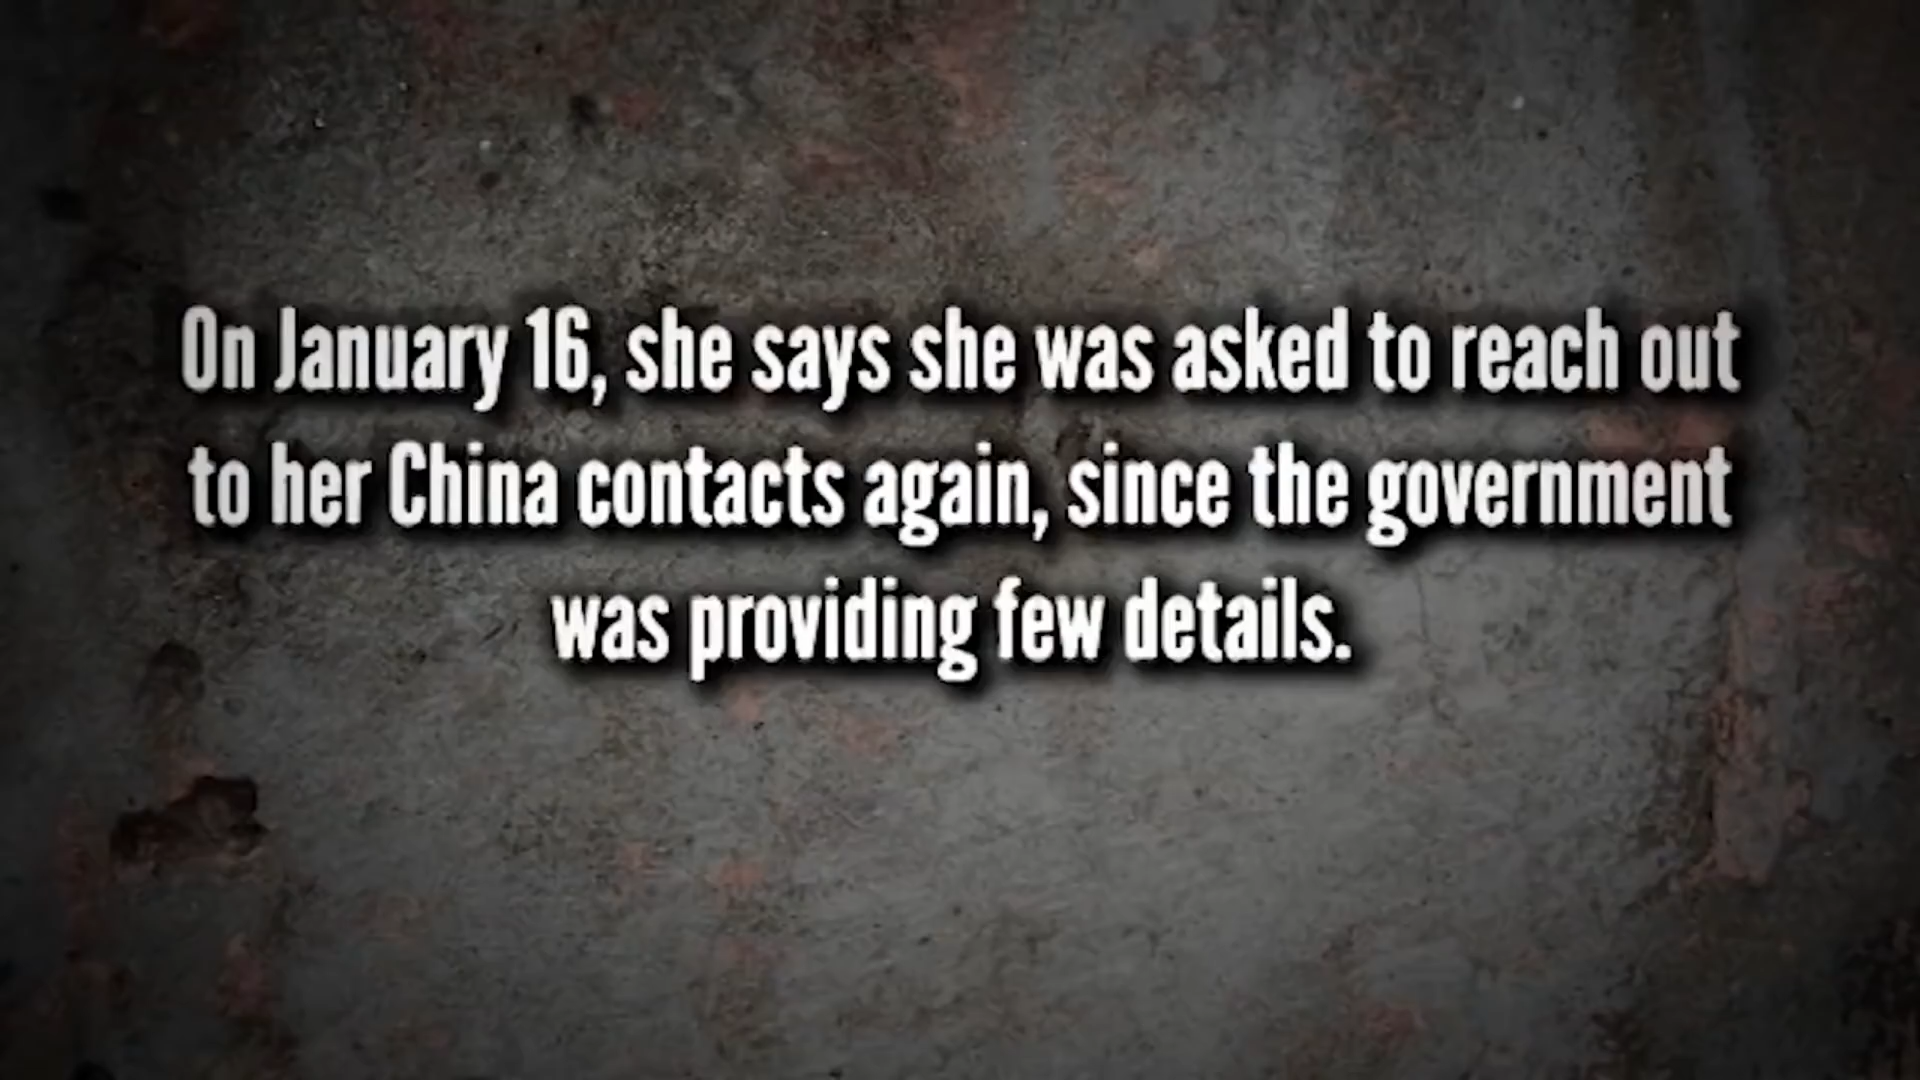 On January 16, she says she was asked to reach out
to her China contacts again, since the government
was providing few details.